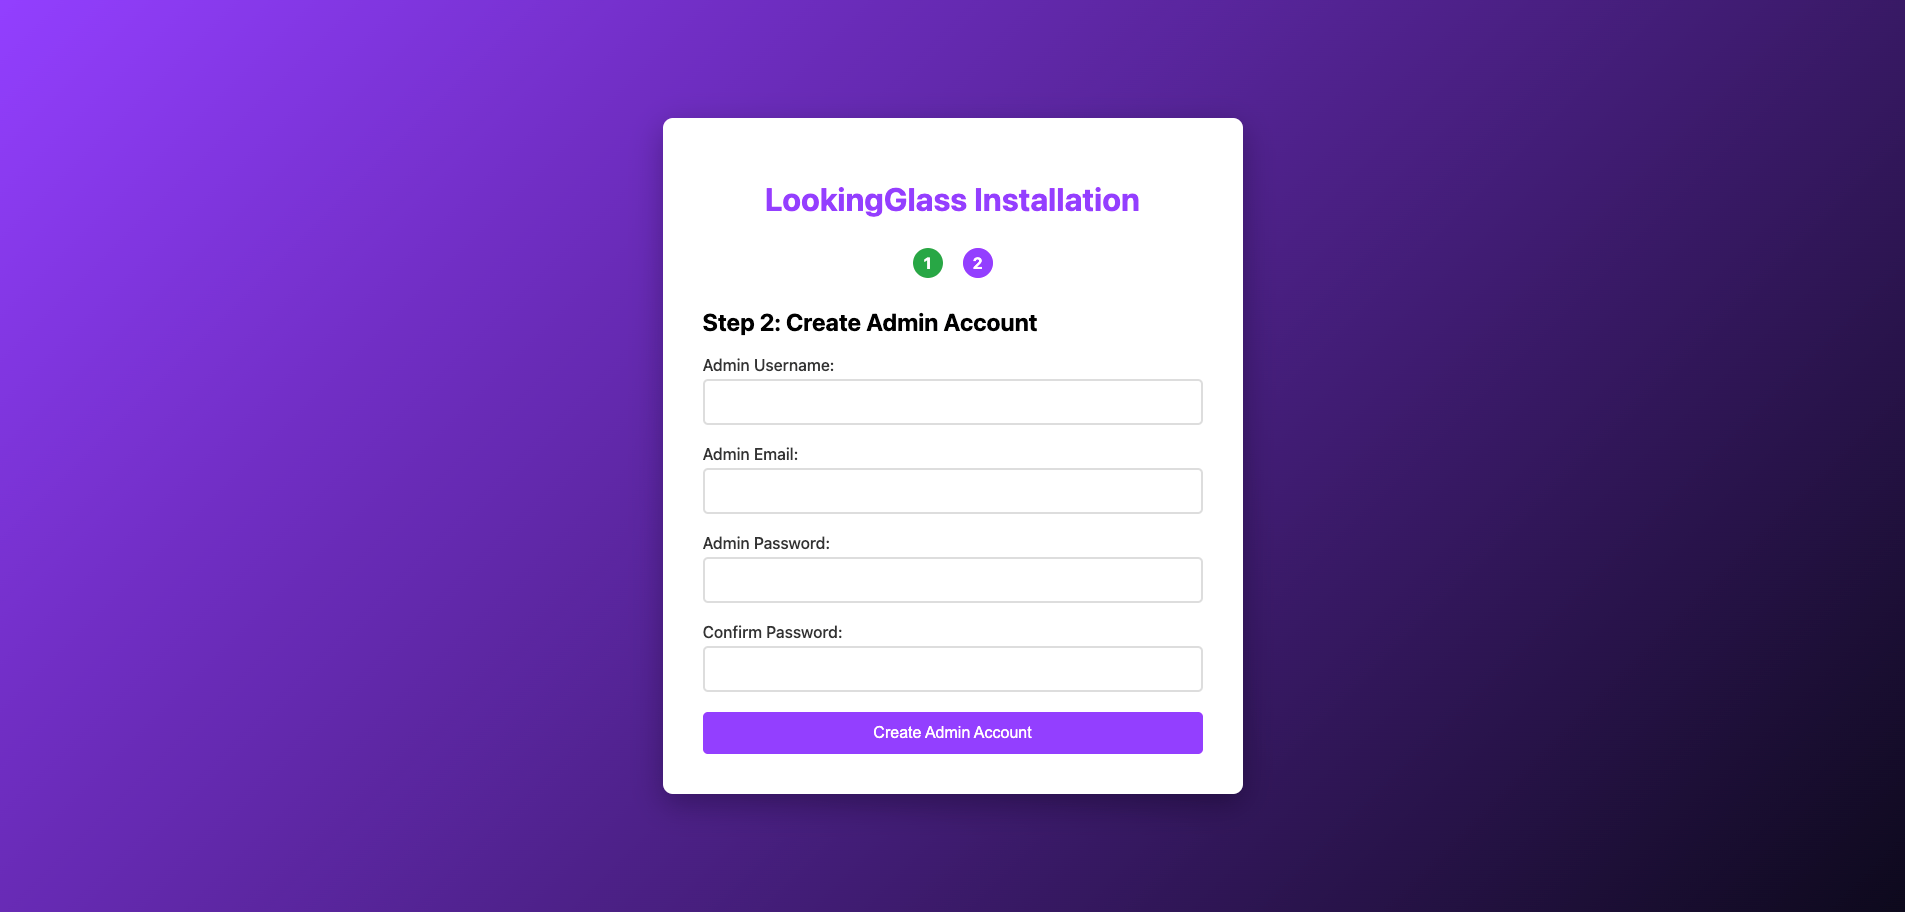 LookingGlass Installation
1 2
Step 2: Create Admin Account
Admin Username:
Admin Email:
Admin Password:
Confirm Password:
Create Admin Account